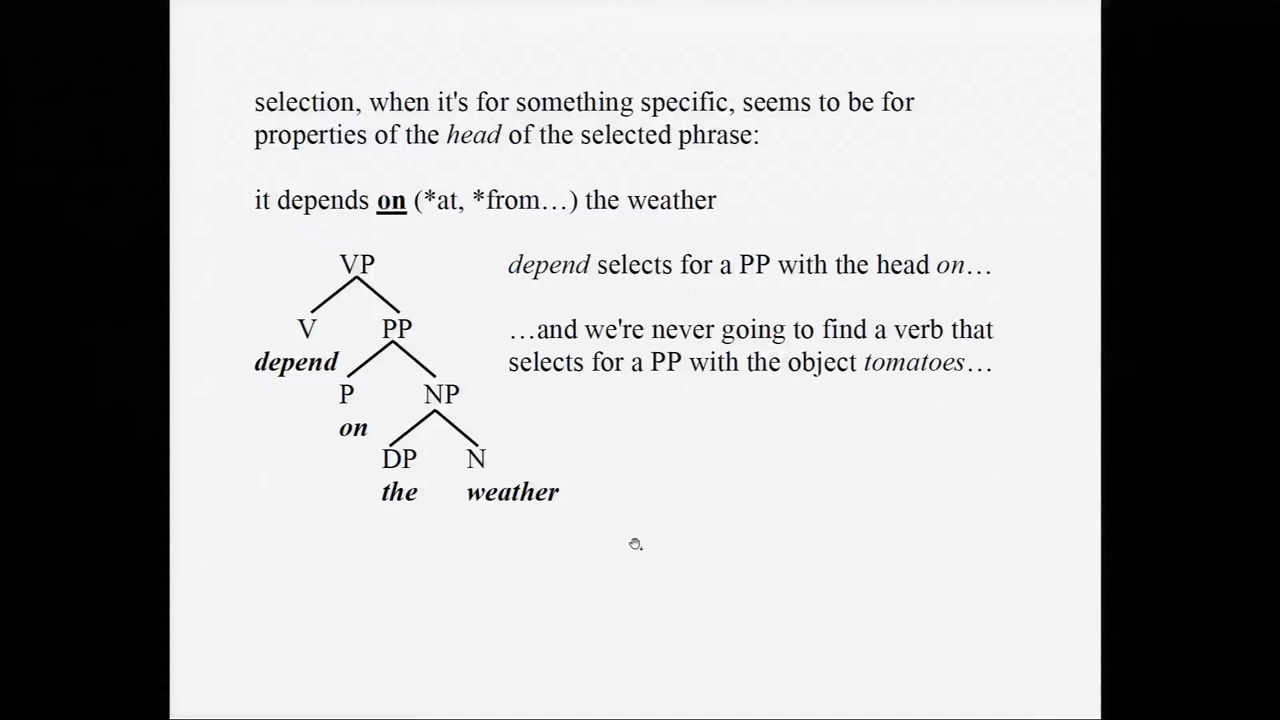 selection, when it's for something specific, seems to be for
properties of the head of the selected phrase:
it depends on (*at, *from…) the weather
VP
depend selects for a PP with the head on…
V PP
…and we're never going to find a verb that
depend
selects for a PP with the object tomatoes…
P NP
on
DP N
the weather